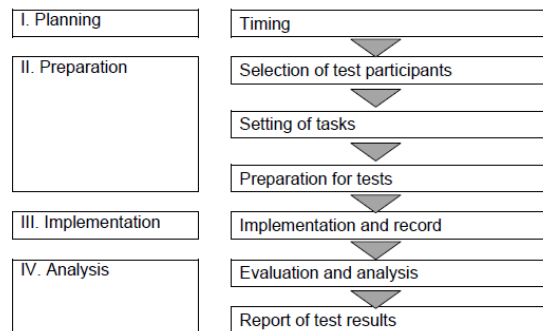 I. Planning
Timing
II. Preparation
Selection of test participants
Setting of tasks
Preparation for tests
III. Implementation
Implementation and record
IV. Analysis
Evaluation and analysis
Report of test results